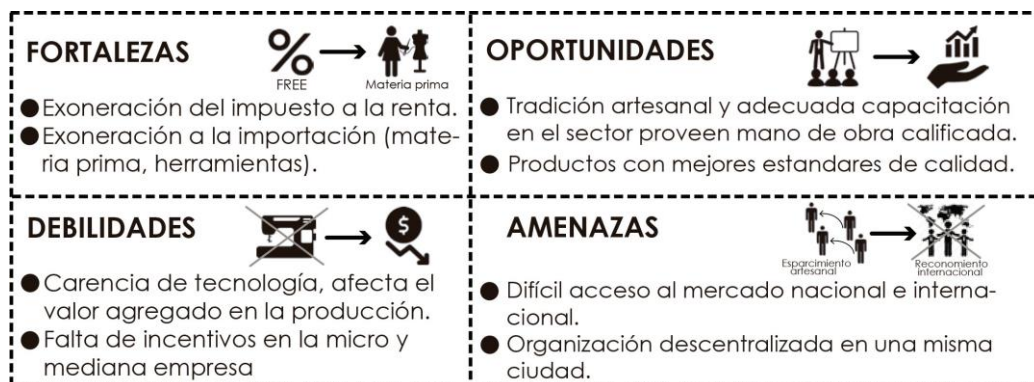 FORTALEZAS
%
FREE
Materia prima
●Exoneración del impuesto a la renta.
●Exoneración a la importación (mate-
ria prima, herramientas).
OPORTUNIDADES
● Tradición artesanal y adecuada capacitación
en el sector proveen mano de obra calificada.
● Productos con mejores estandares de calidad.
DEBILIDADES
$
●Carencia de tecnología, afecta el
valor agregado en la producción.
●Falta de incentivos en la micro y
mediana empresa
AMENAZAS
Esparcimiento
artesanal
Reconomiento
internacional
● Difícil acceso al mercado nacional e interna-
cional.
● Organización descentralizada en una misma
ciudad.